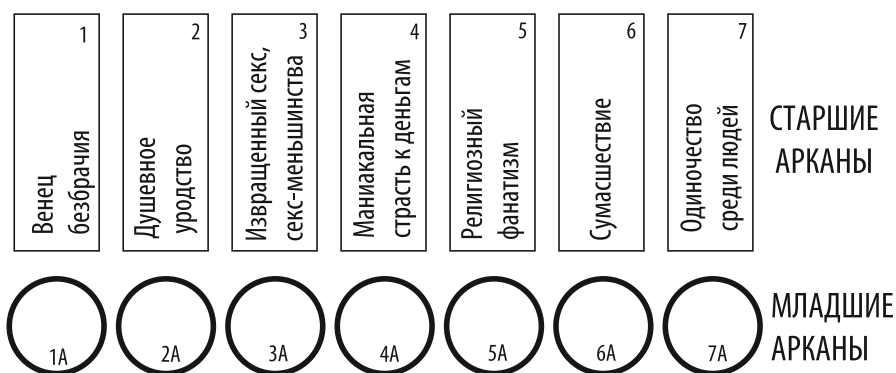 1
Венец
безбрачия
2
Душевное
уродство
3
Извращенный секс,
секс-меньшинства
4
Маниакальная
страсть к деньгам
5
Религиозный
фанатизм
6
Сумасшествие
7
Одиночество
среди людей
СТАРШИЕ
АРКАНЫ
1А
2А
3А
4А
5А
6А
7А
МЛАДШИЕ
АРКАНЫ